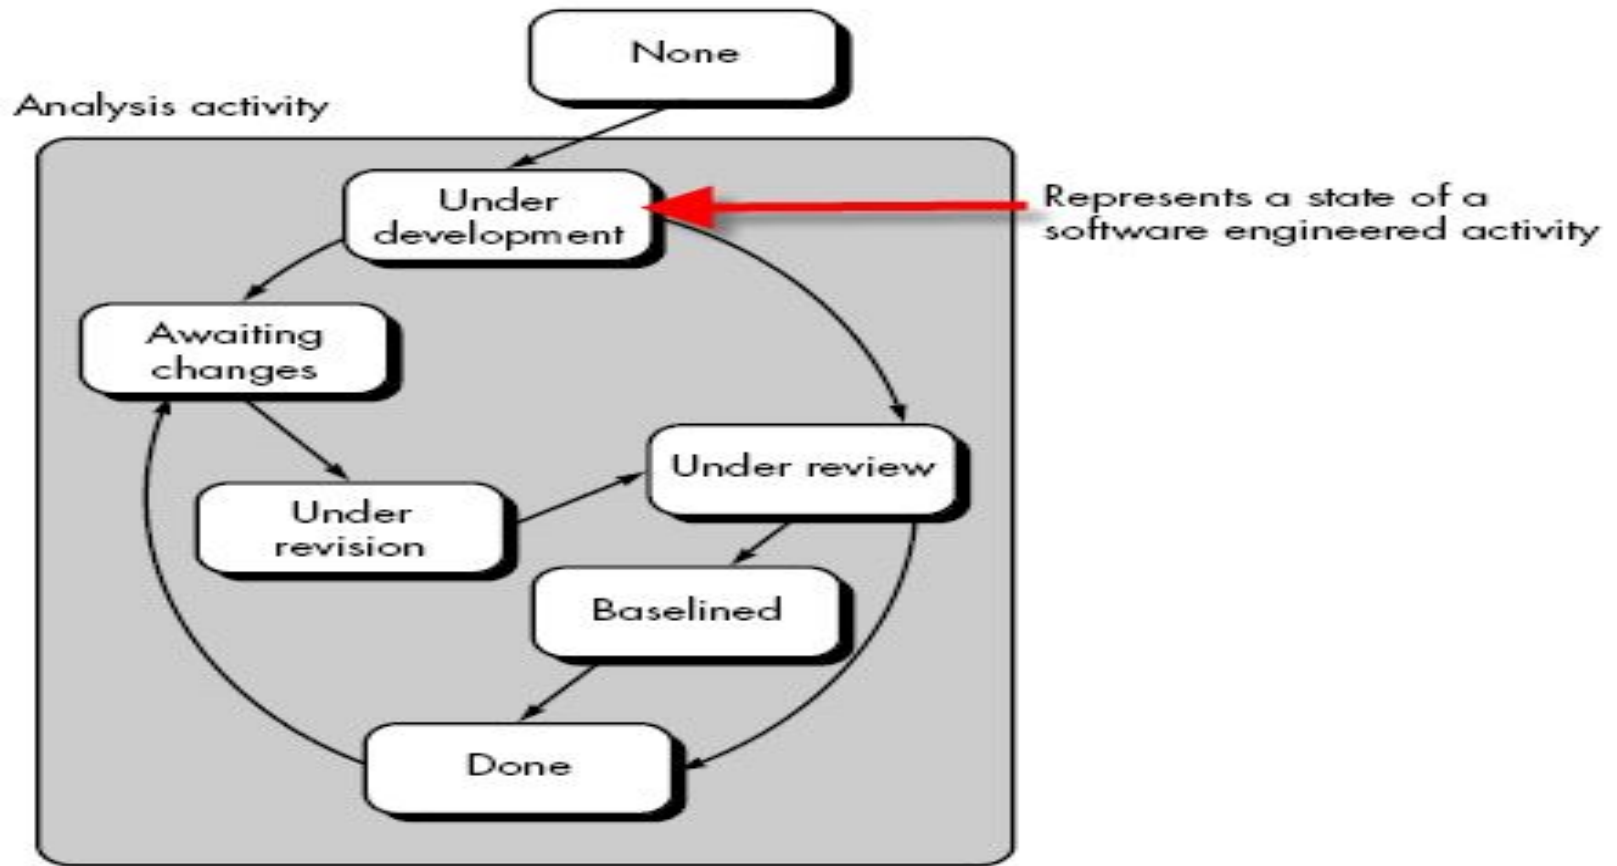 None
Analysis activity
Under
development
Represents a state of a
software engineered activity
Awaiting
changes
Under review
Under
revision
Baselined
Done